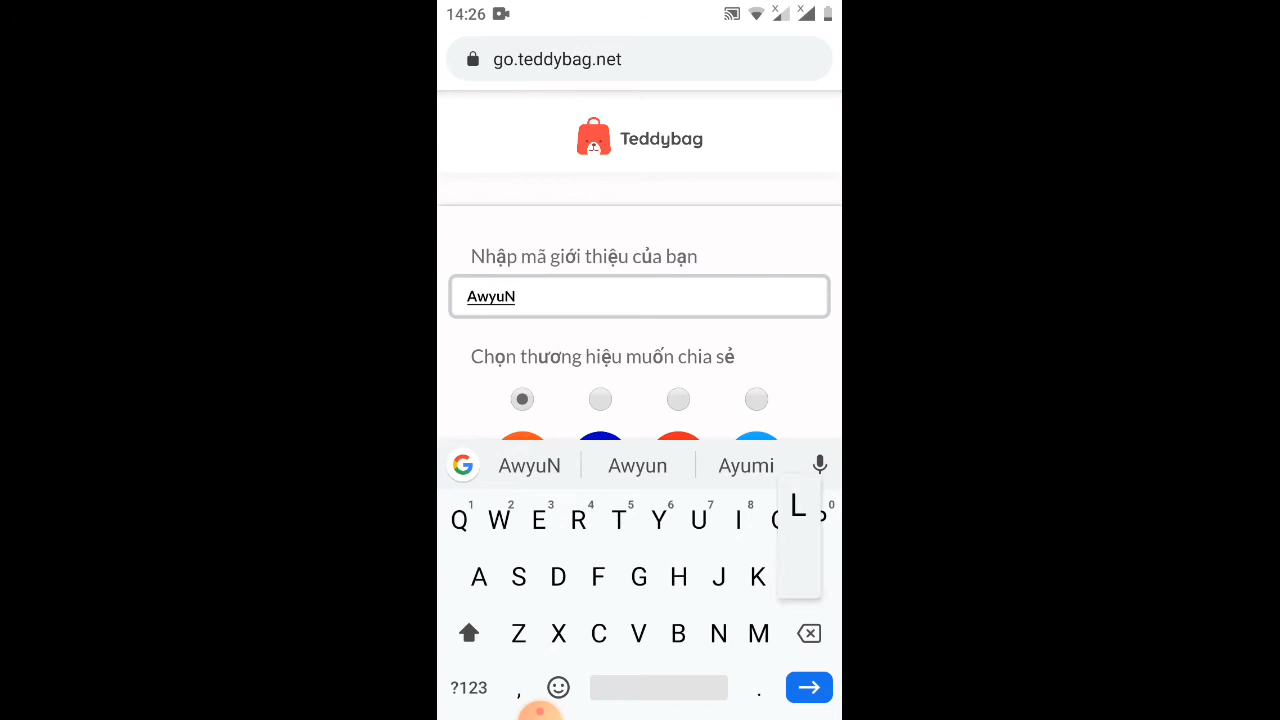 14:26
go.teddybag.net
Teddybag
Nhập mã giới thiệu của bạn
AwyuN
Chọn thương hiệu muốn chia sẻ
AwyuN Awyun Ayumi
1 2 3 4 5 6 7 8 0
Q W E R T Y U I P
L
A S D F G H J K
Z X C V B N M
?123 , .